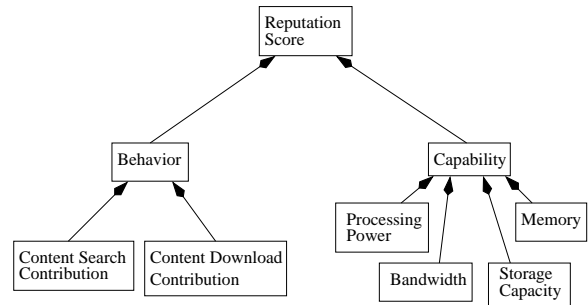 Reputation
Score
Behavior
Capability
Processing
Power
Memory
Content Search
Contribution
Content Download
Contribution
Bandwidth
Storage
Capacity